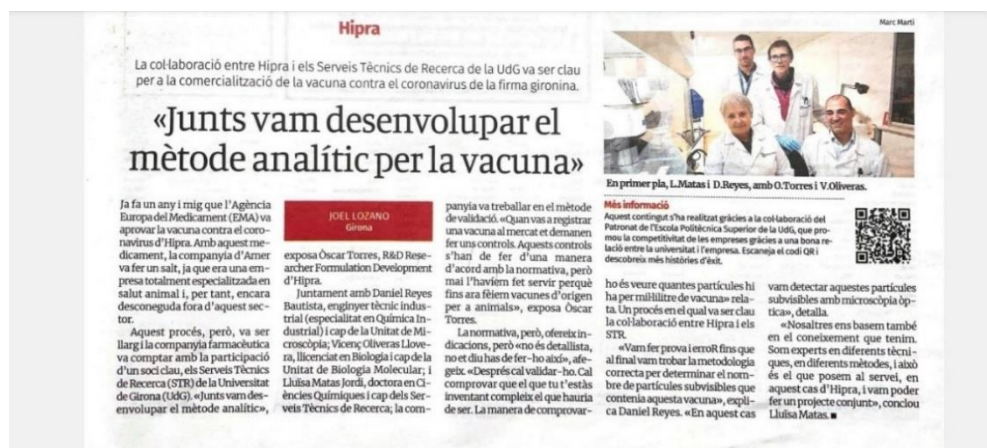 Hipra
La col·laboració entre Hipra i els Serveis Tècnics de Recerca de la UdG va ser clau
per a la comercialització de la vacuna contra el coronavirus de la firma gironina.
«Junts vam desenvolupar el
mètode analític per la vacuna»
Ja fa un any i mig que l'Agència
Europa del Medicament (EMA) va
aprovar la vacuna contra el coro-
navirus d'Hipra. Amb aquest me-
dicament, la companyia d'Amer
va fer un salt, ja que era una em-
presa totalment especialitzada en
salut animal i, per tant, encara
desconeguda fora d'aquest sec-
tor.
Aquest procés, però, va ser
llarg i la companyia farmacèutica
va comptar amb la participació
d'un soci clau, els Serveis Tècnics
de Recerca (STR) de la Universitat
de Girona (UdG). «Junts vam des-
envolupar el mètode analític»,
JOEL LOZANO
Girona
exposa Òscar Torres, R&D Rese-
archer Formulation Development
d'Hipra.
Juntament amb Daniel Reyes
Bautista, enginyer tècnic indus-
trial (especialitat en Química In-
dustrial) i cap de la Unitat de Mi-
croscòpia; Vicenç Oliveras Llove-
ra, llicenciat en Biologia i cap de la
Unitat de Biologia Molecular; i
Lluïsa Matas Jordi, doctora en Ci-
ències Químiques i cap dels Ser-
veis Tècnics de Recerca; la com-
panyia va treballar en el mètode
de validació. «Quan vas a registrar
una vacuna al mercat et demanen
fer uns controls. Aquests controls
s'han de fer d'una manera
d'acord amb la normativa, però
mai l'havíem fet servir perquè
fins ara fèiem vacunes d'origen
per a animals», exposa Òscar
Torres.
La normativa, però, ofereix in-
dicacions, però «no és detallista,
no et diu has de fer-ho així», afe-
geix. «Després cal validar-ho. Cal
comprovar que el que tu t'estàs
inventant compleix el que hauria
de ser. La manera de comprovar-
Marc Martí
En primer pla, L.Matas i D.Reyes, amb O.Torres i V.Oliveras.
Més informació
Aquest contingut s'ha realitzat gràcies a la col·laboració del
Patronat de l'Escola Politècnica Superior de la UdG, que pro-
mou la competitivitat de les empreses gràcies a una bona re-
lació entre la universitat i l'empresa. Escaneja el codi QR i
descobreix més històries d'èxit.
ho és veure quantes partícules hi
ha per mil·lilitre de vacuna» rela-
ta. Un procés en el qual va ser clau
la col·laboració entre Hipra i els
STR.
«Vam fer prova i erroR fins que
al final vam trobar la metodologia
correcta per determinar el nom-
bre de partícules subvisibles que
contenia aquesta vacuna», expli-
ca Daniel Reyes. «En aquest cas
vam detectar aquestes partícules
subvisibles amb microscòpia òp-
tica», detalla.
«Nosaltres ens basem també
en el coneixement que tenim.
Som experts en diferents tècni-
ques, en diferents mètodes, i això
és el que posem al servei, en
aquest cas d'Hipra, i vam poder
fer un projecte conjunt», conclou
Lluïsa Matas.